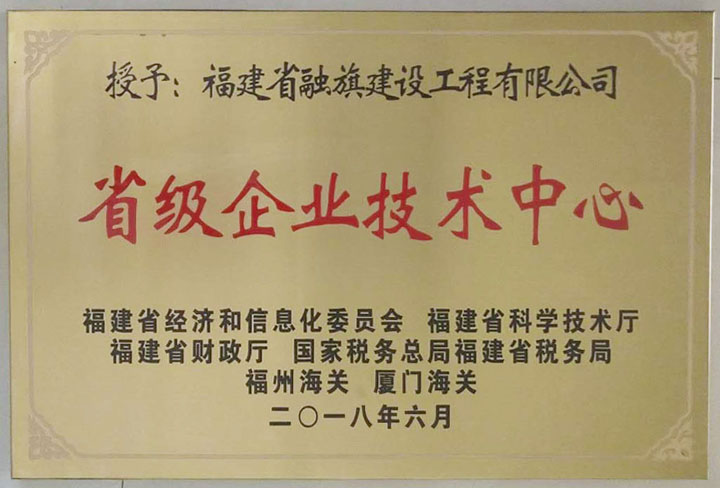 授予：福建省融旗建设工程有限公司
省级企业技术中心
福建省经济和信息化委员会 福建省科学技术厅
福建省财政厅 国家税务总局福建省税务局
福州海关 厦门海关
二〇一八年六月